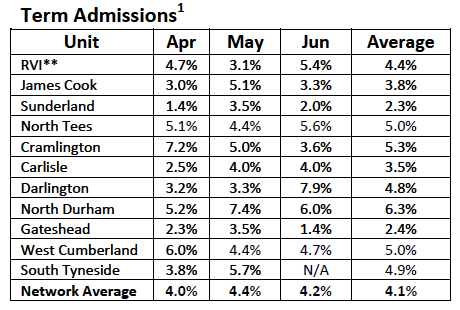 Term Admissions1
Unit Apr May Jun Average
RVI** 4.7% 3.1% 5.4% 4.4%
James Cook 3.0% 5.1% 3.3% 3.8%
Sunderland 1.4% 3.5% 2.0% 2.3%
North Tees 5.1% 4.4% 5.6% 5.0%
Cramlington 7.2% 5.0% 3.6% 5.3%
Carlisle 2.5% 4.0% 4.0% 3.5%
Darlington 3.2% 3.3% 7.9% 4.8%
North Durham 5.2% 7.4% 6.0% 6.3%
Gateshead 2.3% 3.5% 1.4% 2.4%
West Cumberland 6.0% 4.4% 4.7% 5.0%
South Tyneside 3.8% 5.7% N/A 4.9%
Network Average 4.0% 4.4% 4.2% 4.1%